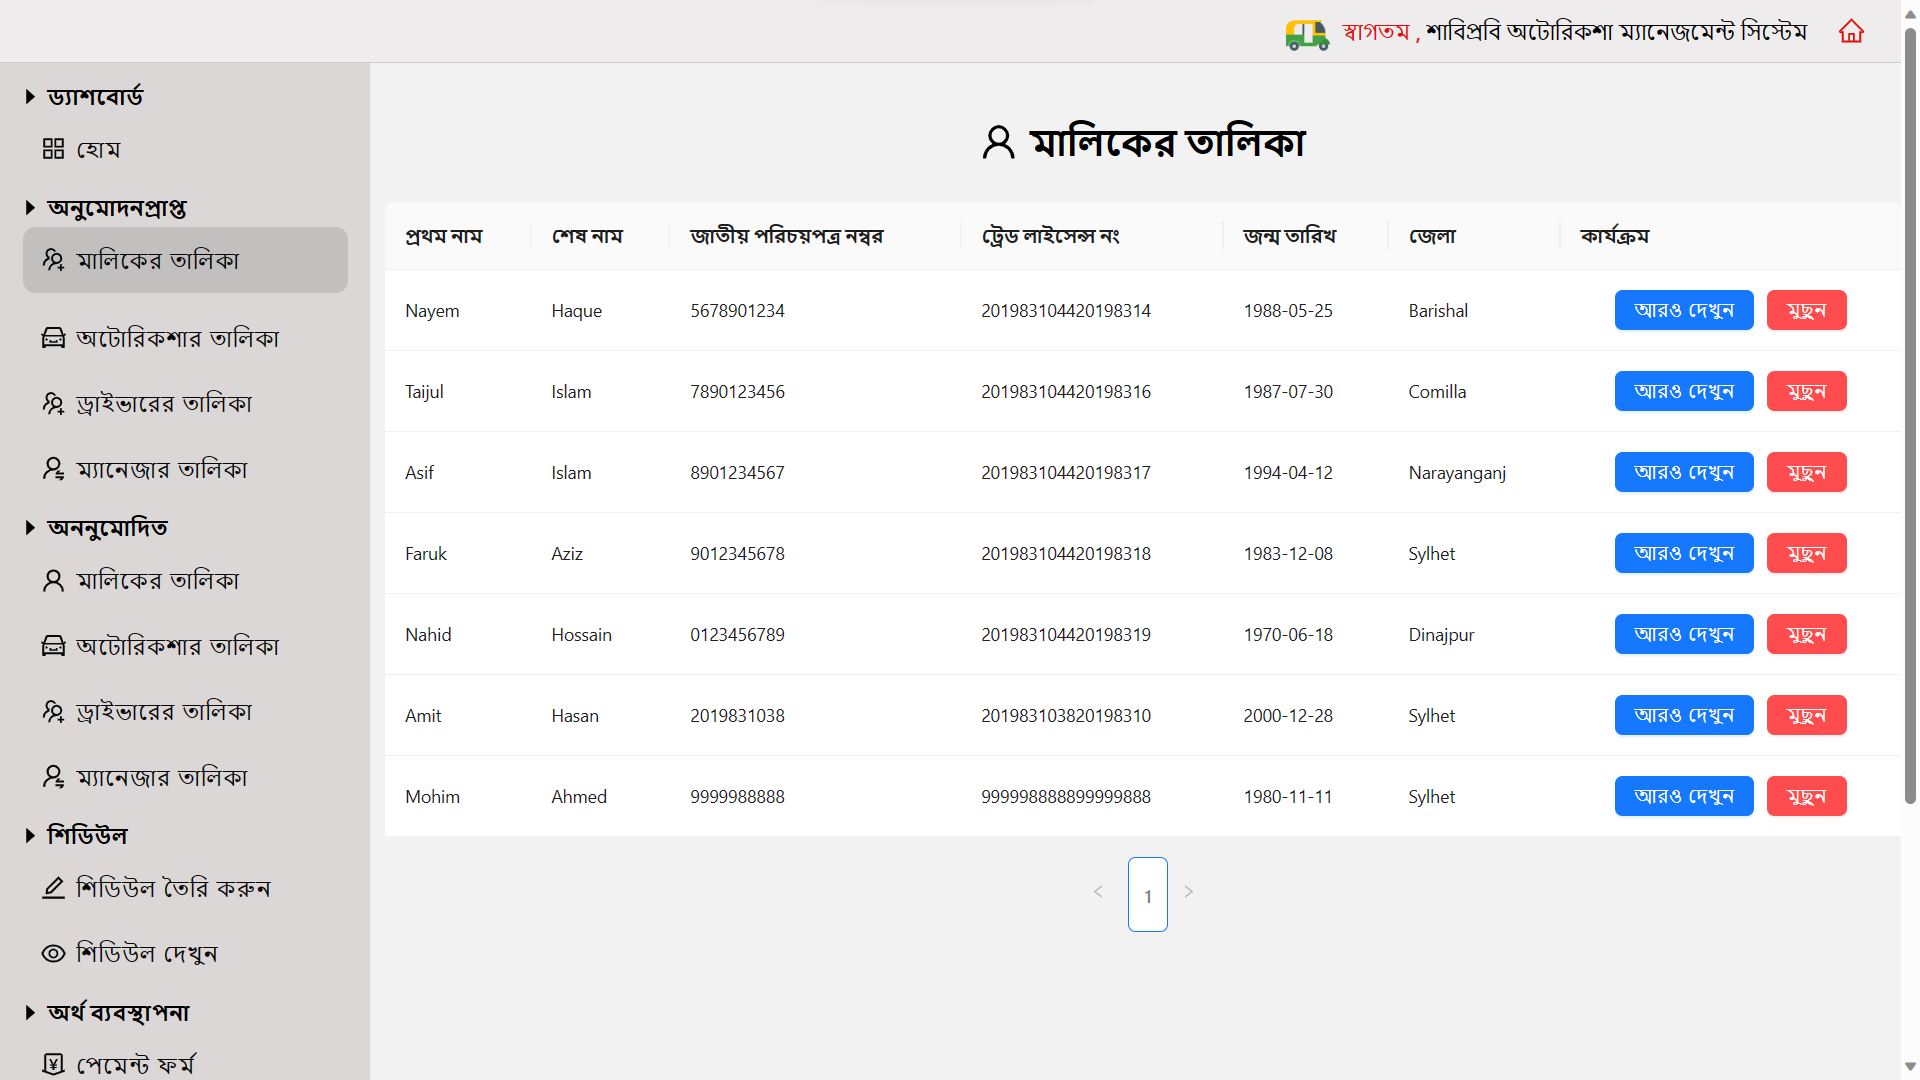 স্বাগতম , শাবিপ্রবি অটোরিকশা ম্যানেজমেন্ট সিস্টেম
ড্যাশবোর্ড
হোম
অনুমোদনপ্রাপ্ত
মালিকের তালিকা
অটোরিকশার তালিকা
ড্রাইভারের তালিকা
ম্যানেজার তালিকা
অননুমোদিত
মালিকের তালিকা
অটোরিকশার তালিকা
ড্রাইভারের তালিকা
ম্যানেজার তালিকা
শিডিউল
শিডিউল তৈরি করুন
শিডিউল দেখুন
অর্থ ব্যবস্থাপনা
পেমেন্ট ফর্ম
মালিকের তালিকা
প্রথম নাম শেষ নাম জাতীয় পরিচয়পত্র নম্বর ট্রেড লাইসেন্স নং জন্ম তারিখ জেলা কার্যক্রম
Nayem Haque 5678901234 201983104420198314 1988-05-25 Barishal আরও দেখুন মুছুন
Taijul Islam 7890123456 201983104420198316 1987-07-30 Comilla আরও দেখুন মুছুন
Asif Islam 8901234567 201983104420198317 1994-04-12 Narayanganj আরও দেখুন মুছুন
Faruk Aziz 9012345678 201983104420198318 1983-12-08 Sylhet আরও দেখুন মুছুন
Nahid Hossain 0123456789 201983104420198319 1970-06-18 Dinajpur আরও দেখুন মুছুন
Amit Hasan 2019831038 201983103820198310 2000-12-28 Sylhet আরও দেখুন মুছুন
Mohim Ahmed 9999988888 999998888899999888 1980-11-11 Sylhet আরও দেখুন মুছুন
1